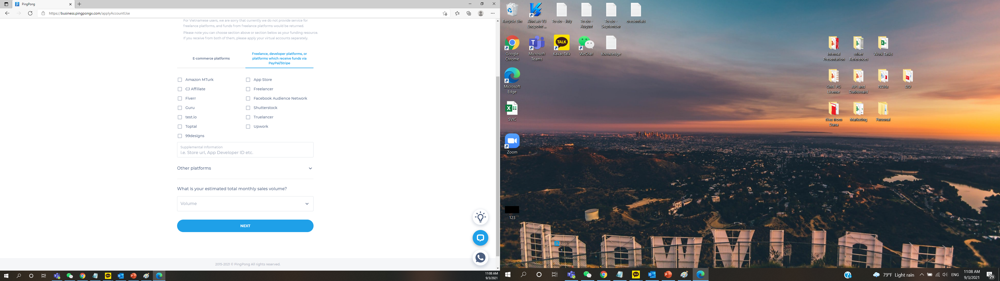 PingPong
https://business.pingpongx.com/applyAccountUse
For Vietnamese users, we are sorry that currently we do not provide service for
freelance platforms, and funds from freelance platforms would be returned.
Please note you can choose section above or section below as your funding resource.
If you receive from both of them, please apply your virtual accounts separately.
E-commerce platforms
Freelance, developer platforms, or
platforms which receive funds via
PayPal/Stripe
Amazon MTurk
App Store
CJ Affiliate
Freelancer
Fiverr
Facebook Audience Network
Guru
Shutterstock
test.io
Truelancer
Toptal
Upwork
99designs
Supplemental Information
i.e. Store url, App Developer ID etc.
Other platforms
What is your estimated total monthly sales volume?
Volume
NEXT
2015-2021 © PingPong All rights reserved.
11:08 AM
9/3/2021
Recycle Bin
AhnLab V3
Endpoint ...
To do - July
To do -
August
To do -
September
credentials
Google
Chrome
Microsoft
Teams
TALK
KakaoTalk
WeChat
Knowledge
Internal
Presentation
other
References
Work Tasks
Microsoft
Edge
GME PG
License
API and
Dashboard
NDAs
DD
SVIC
files from
Dana
Marketing
Personal
Zoom
123
1
79°F Light rain
ENG
11:08 AM
9/3/2021
29